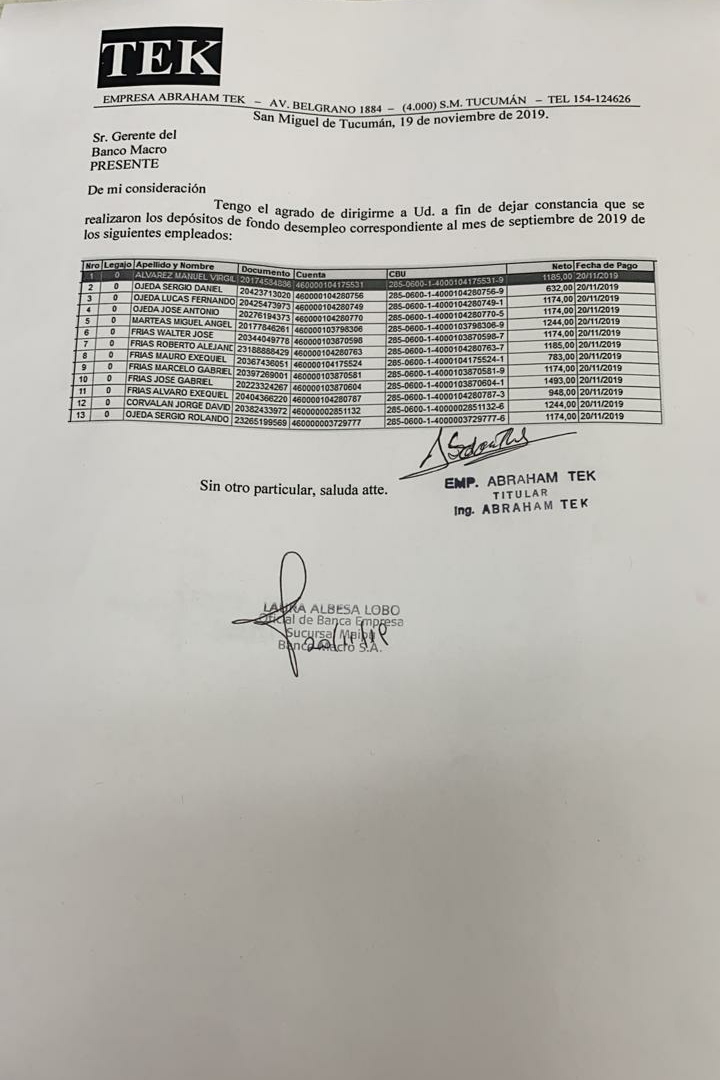 TEK
EMPRESA ABRAHAM TEK – AV. BELGRANO 1884 – (4.000) S.M. TUCUMÁN – TEL 154-124626
San Miguel de Tucumán, 19 de noviembre de 2019.
Sr. Gerente del
Banco Macro
PRESENTE
De mi consideración
Tengo el agrado de dirigirme a Ud. a fin de dejar constancia que se
realizaron los depósitos de fondo desempleo correspondiente al mes de septiembre de 2019 de
los siguientes empleados:
Nro Legajo Apellido y Nombre Documento Cuenta CBU Neto Fecha de Pago
1 0 ALVAREZ MANUEL VIRGIL 20174584886 460000104175531 285-0600-1-4000104175531-9 1185,00 20/11/2019
2 0 OJEDA SERGIO DANIEL 20423713020 460000104280756 285-0600-1-4000104280756-9 632,00 20/11/2019
3 0 OJEDA LUCAS FERNANDO 20425473973 460000104280749 285-0600-1-4000104280749-1 1174,00 20/11/2019
4 0 OJEDA JOSE ANTONIO 20276194373 460000104280770 285-0600-1-4000104280770-5 1174,00 20/11/2019
5 0 MARTEAS MIGUEL ANGEL 20177846261 460000103798306 285-0600-1-4000103798306-9 1244,00 20/11/2019
6 0 FRIAS WALTER JOSE 20344049778 460000103870598 285-0600-1-4000103870598-7 1174,00 20/11/2019
7 0 FRIAS ROBERTO ALEJAND 23188888429 460000104280763 285-0600-1-4000104280763-7 1185,00 20/11/2019
8 0 FRIAS MAURO EXEQUIEL 20367436051 460000104175524 285-0600-1-4000104175524-1 783,00 20/11/2019
9 0 FRIAS MARCELO GABRIEL 20397269001 460000103870581 285-0600-1-4000103870581-9 1174,00 20/11/2019
10 0 FRIAS JOSE GABRIEL 20223324267 460000103870604 285-0600-1-4000103870604-1 1493,00 20/11/2019
11 0 FRIAS ALVARO EXEQUIEL 20404366220 460000104280787 285-0600-1-4000104280787-3 948,00 20/11/2019
12 0 CORVALAN JORGE DAVID 20382433972 460000002851132 285-0600-1-4000002851132-6 1244,00 20/11/2019
13 0 OJEDA SERGIO ROLANDO 23265199569 460000003729777 285-0600-1-4000003729777-6 1174,00 20/11/2019
Sin otro particular, saluda atte.
EMP. ABRAHAM TEK
TITULAR
Ing. ABRAHAM TEK
LAURA ALBESA LOBO
Oficial de Banca Empresa
Sucursal Maipú
Banco Macro S.A.
20/11/19